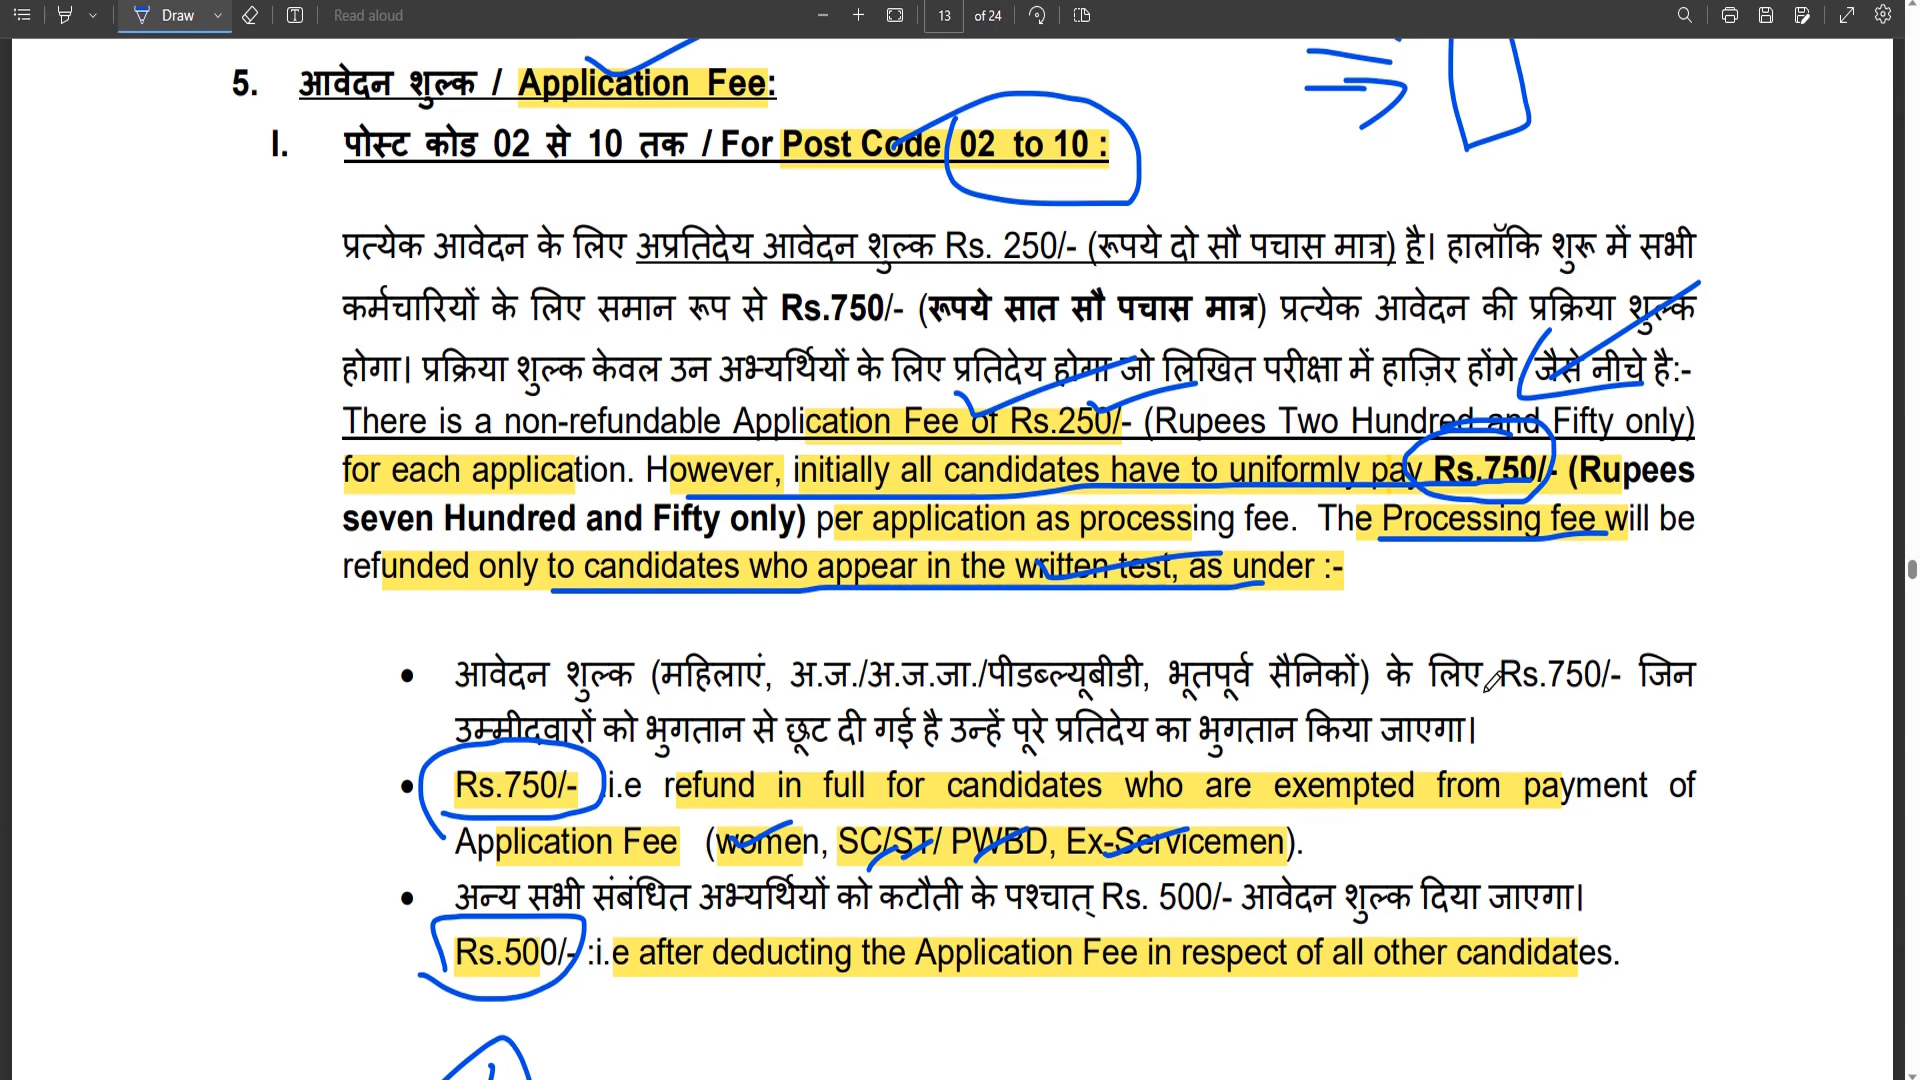 Draw
Read aloud
13 of 24
5. आवेदन शुल्क / Application Fee:
I. पोस्ट कोड 02 से 10 तक / For Post Code 02 to 10 :
प्रत्येक आवेदन के लिए अप्रतिदेय आवेदन शुल्क Rs. 250/- (रूपये दो सौ पचास मात्र) है। हालॉकि शुरू में सभी
कर्मचारियों के लिए समान रूप से Rs.750/- (रूपये सात सौ पचास मात्र) प्रत्येक आवेदन की प्रक्रिया शुल्क
होगा। प्रक्रिया शुल्क केवल उन अभ्यर्थियों के लिए प्रतिदेय होगा जो लिखित परीक्षा में हाज़िर होंगे जैसे नीचे है:-
There is a non-refundable Application Fee of Rs.250/- (Rupees Two Hundred and Fifty only)
for each application. However, initially all candidates have to uniformly pay Rs.750/- (Rupees
seven Hundred and Fifty only) per application as processing fee. The Processing fee will be
refunded only to candidates who appear in the written test, as under :-
• आवेदन शुल्क (महिलाएं, अ.ज./अ.ज.जा./पीडब्ल्यूबीडी, भूतपूर्व सैनिकों) के लिए Rs.750/- जिन
उम्मीदवारों को भुगतान से छूट दी गई है उन्हें पूरे प्रतिदेय का भुगतान किया जाएगा।
• Rs.750/- :i.e refund in full for candidates who are exempted from payment of
Application Fee (women, SC/ST/ PWBD, Ex-Servicemen).
• अन्य सभी संबंधित अभ्यर्थियों को कटौती के पश्चात् Rs. 500/- आवेदन शुल्क दिया जाएगा।
Rs.500/- :i.e after deducting the Application Fee in respect of all other candidates.